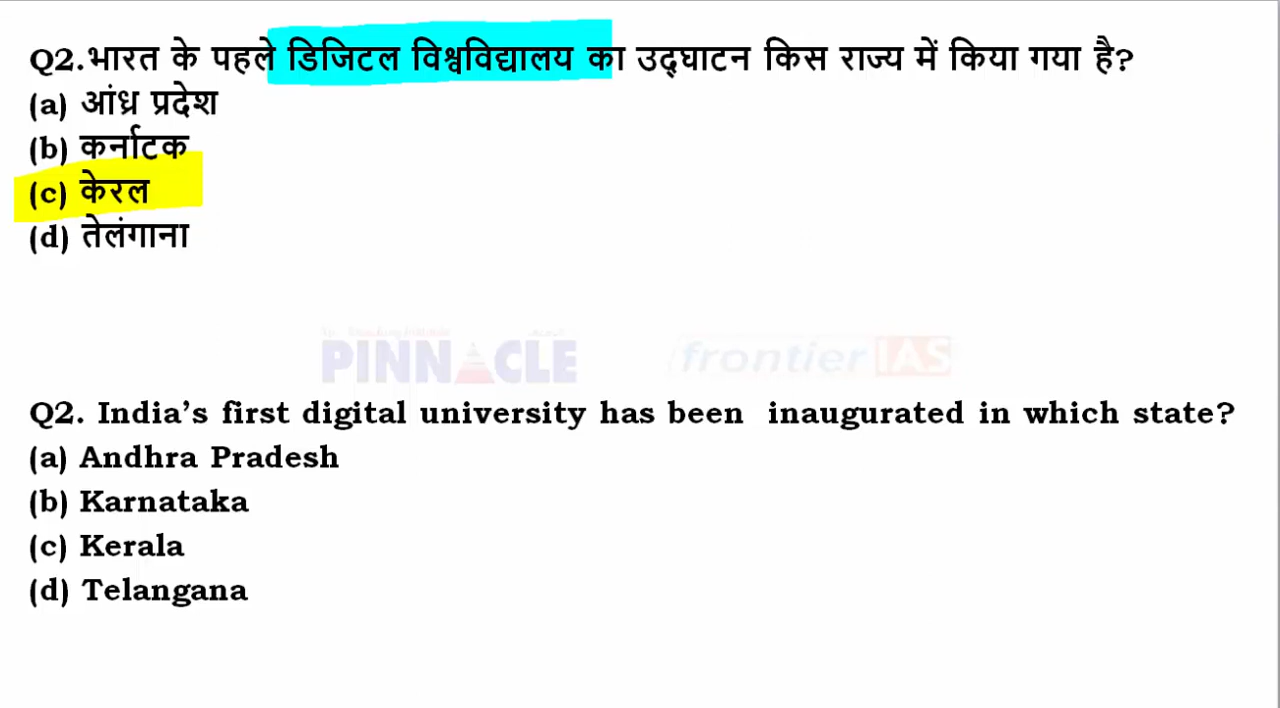 Q2.भारत के पहले डिजिटल विश्वविद्यालय का उद्घाटन किस राज्य में किया गया है?
(a) आंध्र प्रदेश
(b) कर्नाटक
(c) केरल
(d) तेलंगाना
PINNACLE frontier IAS
Q2. India’s first digital university has been inaugurated in which state?
(a) Andhra Pradesh
(b) Karnataka
(c) Kerala
(d) Telangana